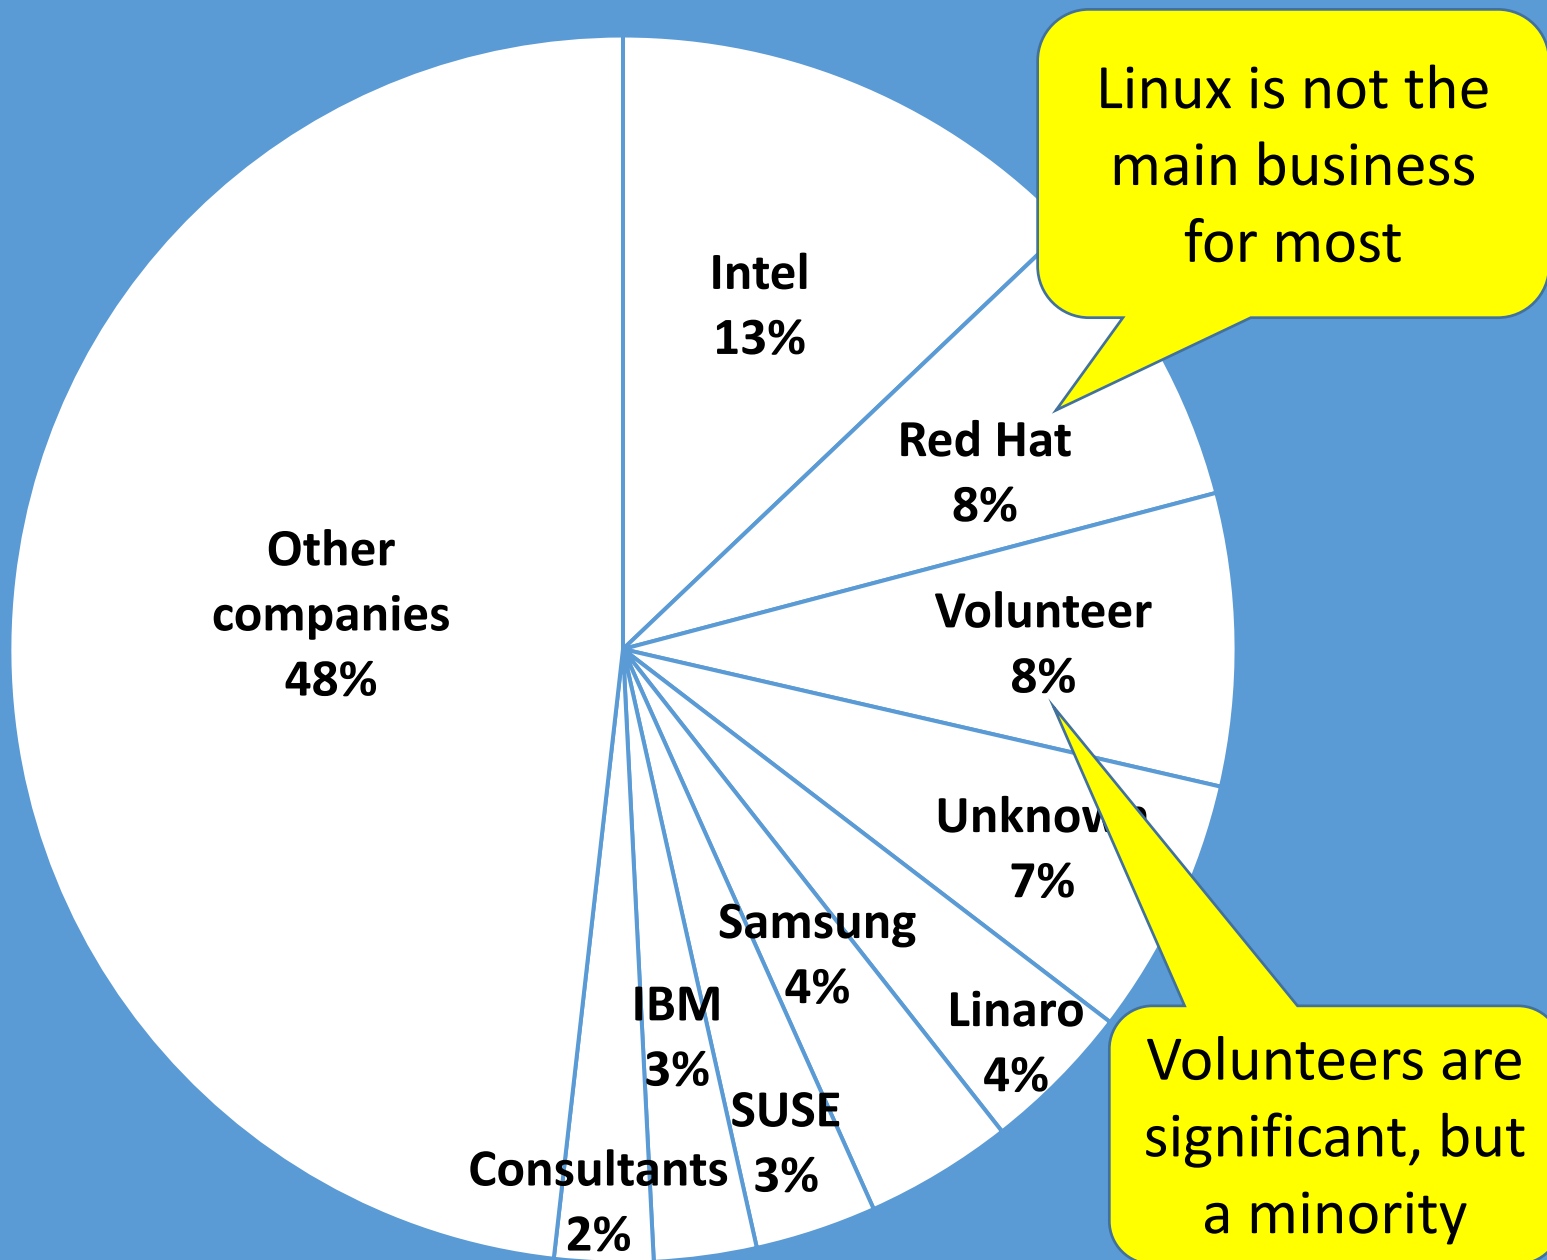 Linux is not the
main business
for most
Intel
13%
Red Hat
8%
Other
companies
48%
Volunteer
8%
Unknown
7%
Samsung
4%
Linaro
4%
IBM
3%
SUSE
3%
Consultants
2%
Volunteers are
significant, but
a minority